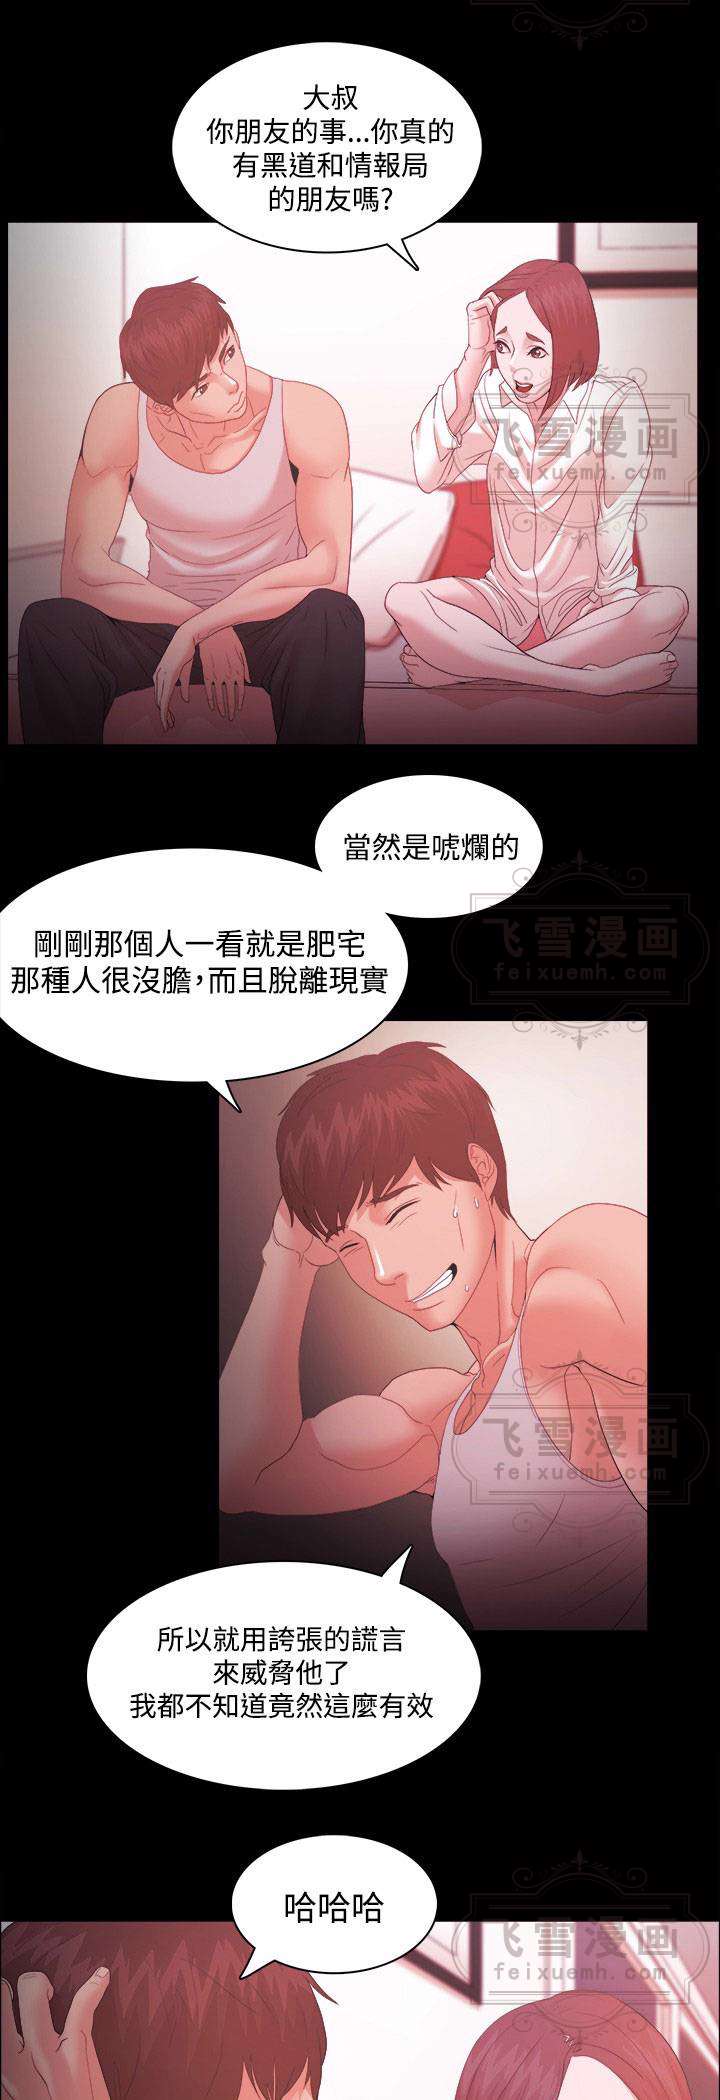 大叔
你朋友的事...你真的
有黑道和情報局
的朋友嗎?
飞雪漫画
feixuemh.com
當然是唬爛的
剛剛那個人一看就是肥宅
那種人很沒膽,而且脫離現實
飞雪漫画
feixuemh.com
飞雪漫画
feixuemh.com
所以就用誇張的謊言
來威脅他了
我都不知道竟然這麼有效
哈哈哈
飞雪漫画
feixuemh.com